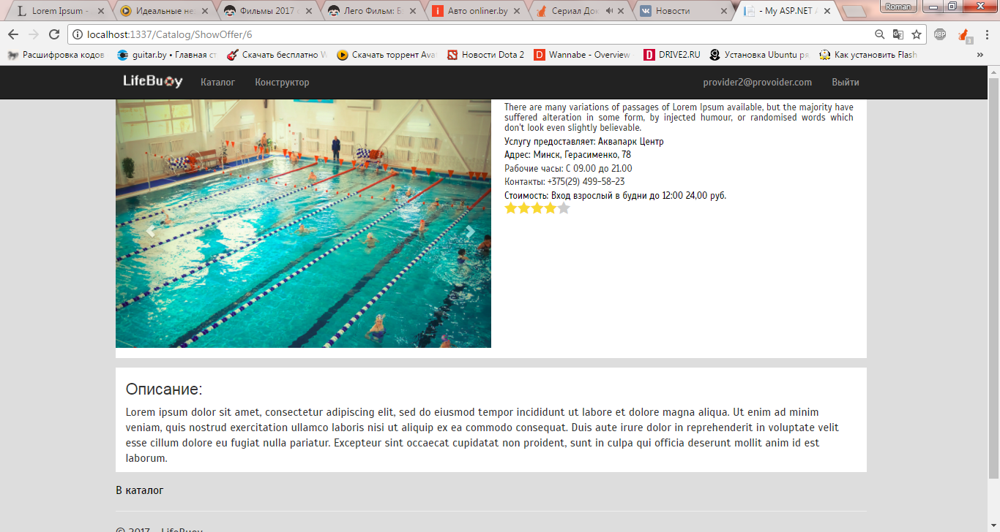 Lorem Ipsum -
Идеальные не
Фильмы 2017
Лего Фильм: Б
Авто onliner.by
Сериал Док
Новости
- My ASP.NET
Roman
localhost:1337/Catalog/ShowOffer/6
ABP
3
Расшифровка кодов
guitar.by • Главная ст
Скачать бесплатно
Скачать торрент Ava
Новости Dota 2
Wannabe - Overview
DRIVE2.RU
Установка Ubuntu ря
Как установить Flash
»
LifeBuoy
Каталог
Конструктор
provider2@provoider.com
Выйти
There are many variations of passages of Lorem Ipsum available, but the majority have
suffered alteration in some form, by injected humour, or randomised words which
don't look even slightly believable.
Услугу предоставляет: Аквапарк Центр
Адрес: Минск, Герасименко, 78
Рабочие часы: С 09.00 до 21.00
Контакты: +375(29) 499-58-23
Стоимость: Вход взрослый в будни до 12:00 24,00 руб.
Описание:
Lorem ipsum dolor sit amet, consectetur adipiscing elit, sed do eiusmod tempor incididunt ut labore et dolore magna aliqua. Ut enim ad minim
veniam, quis nostrud exercitation ullamco laboris nisi ut aliquip ex ea commodo consequat. Duis aute irure dolor in reprehenderit in voluptate velit
esse cillum dolore eu fugiat nulla pariatur. Excepteur sint occaecat cupidatat non proident, sunt in culpa qui officia deserunt mollit anim id est
laborum.
В каталог
© 2017 - LifeBuoy